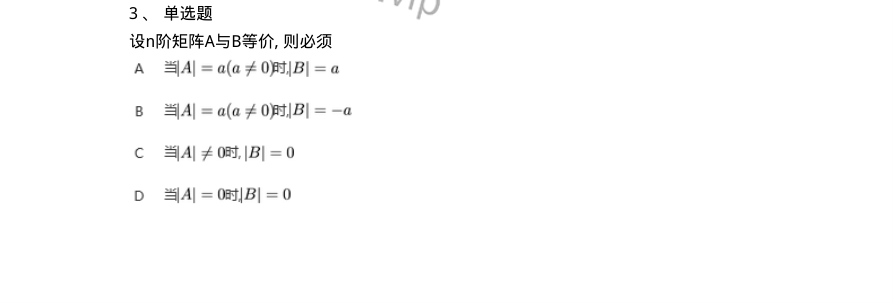 3 、 单选题
设n阶矩阵A与B等价, 则必须
A 当|A| = a(a ≠ 0)时,|B| = a
B 当|A| = a(a ≠ 0)时,|B| = −a
C 当|A| ≠ 0时, |B| = 0
D 当|A| = 0时,|B| = 0